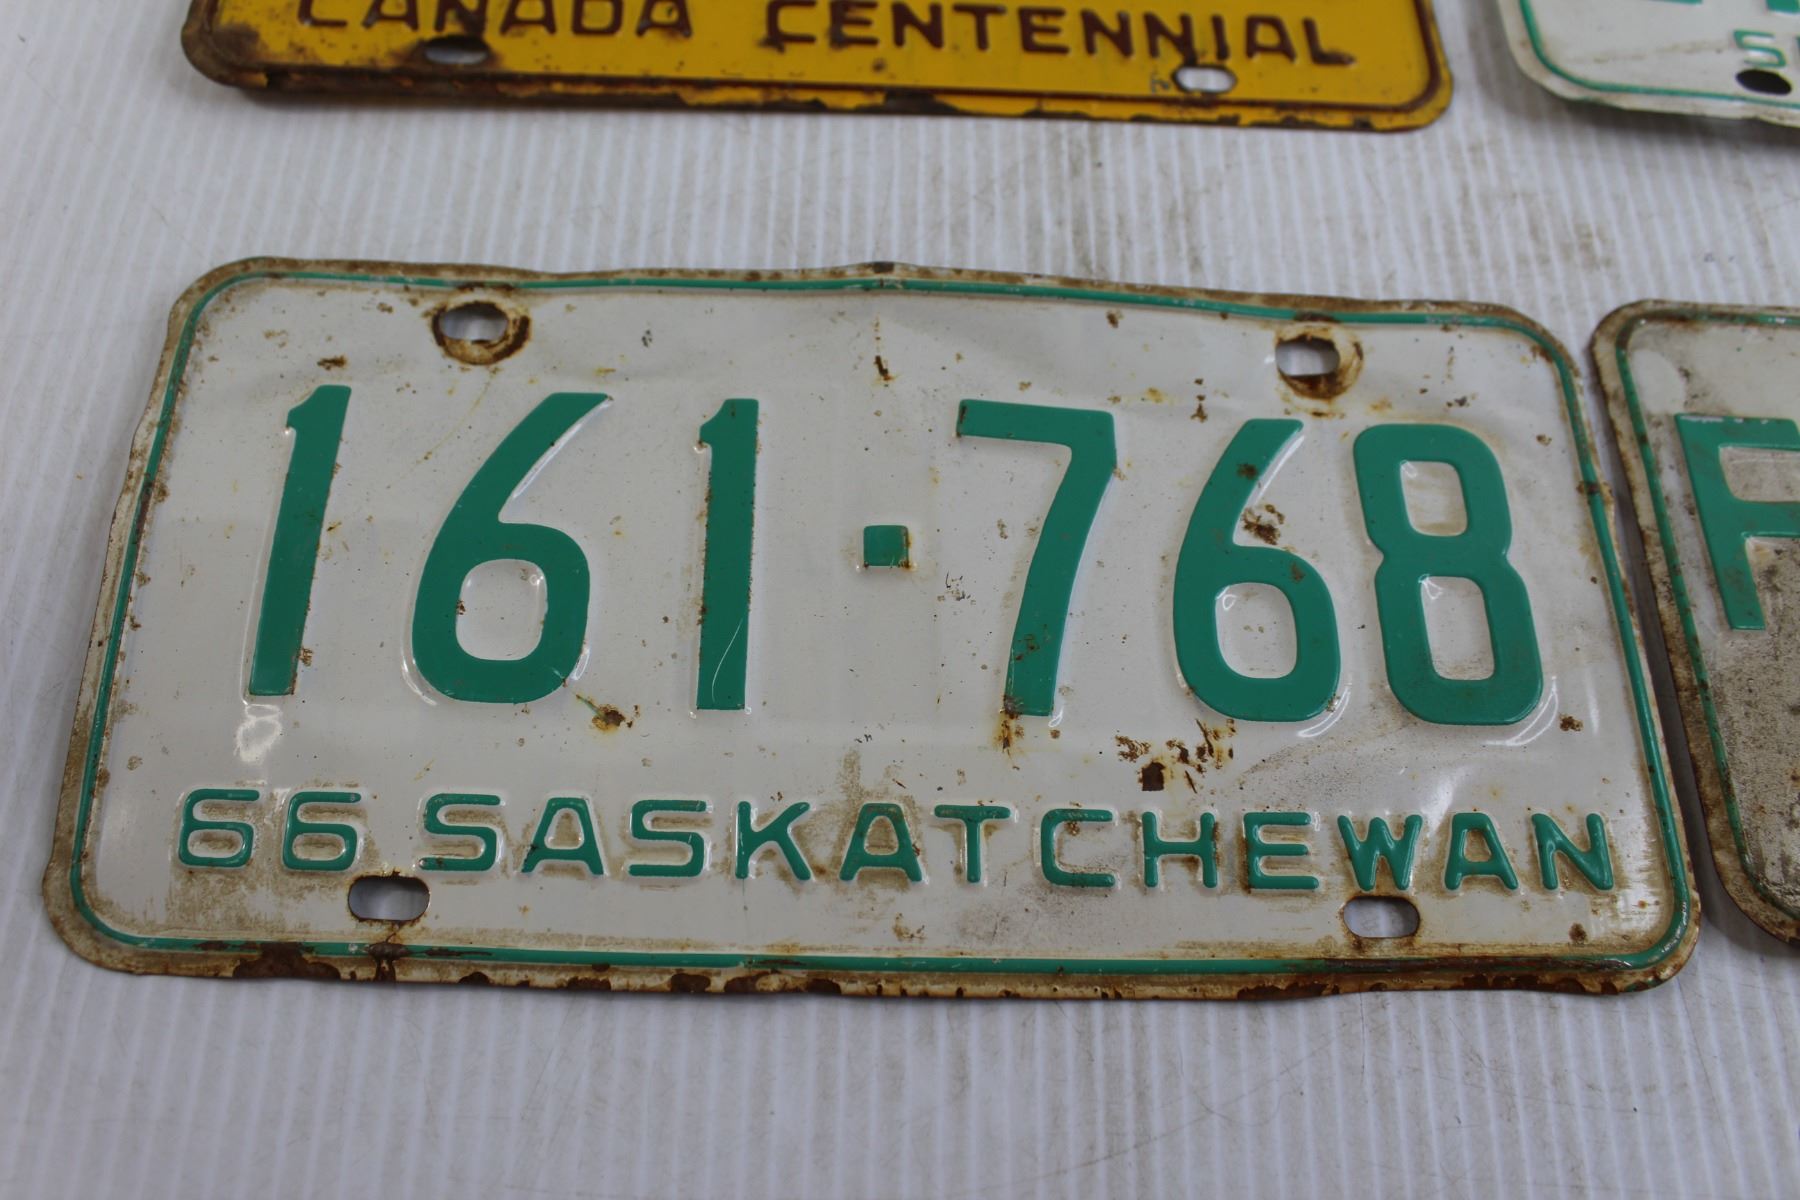 CANADA CENTENNIAL
161·768
66 SASKATCHEWAN